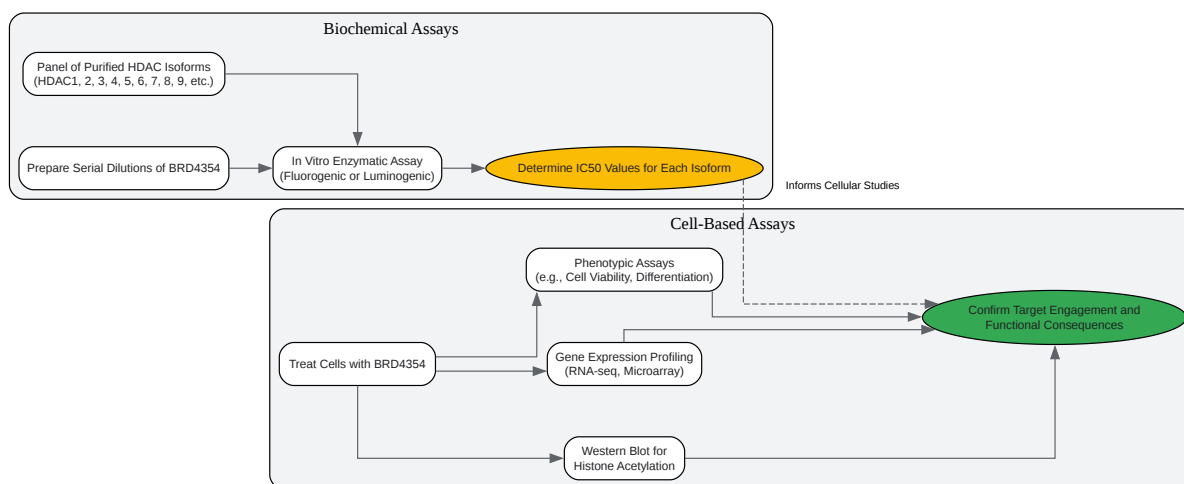 Biochemical Assays
Panel of Purified HDAC Isoforms
(HDAC1, 2, 3, 4, 5, 6, 7, 8, 9, etc.)
Prepare Serial Dilutions of BRD4354
In Vitro Enzymatic Assay
(Fluorogenic or Luminogenic)
Determine IC50 Values for Each Isoform
Informs Cellular Studies
Cell-Based Assays
Phenotypic Assays
(e.g., Cell Viability, Differentiation)
Confirm Target Engagement and
Functional Consequences
Treat Cells with BRD4354
Gene Expression Profiling
(RNA-seq, Microarray)
Western Blot for
Histone Acetylation